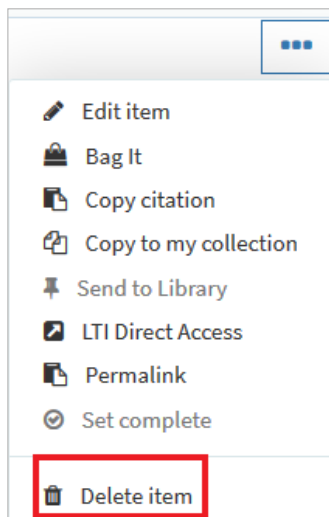 Edit item
Bag It
Copy citation
Copy to my collection
Send to Library
LTI Direct Access
Permalink
Set complete
Delete item